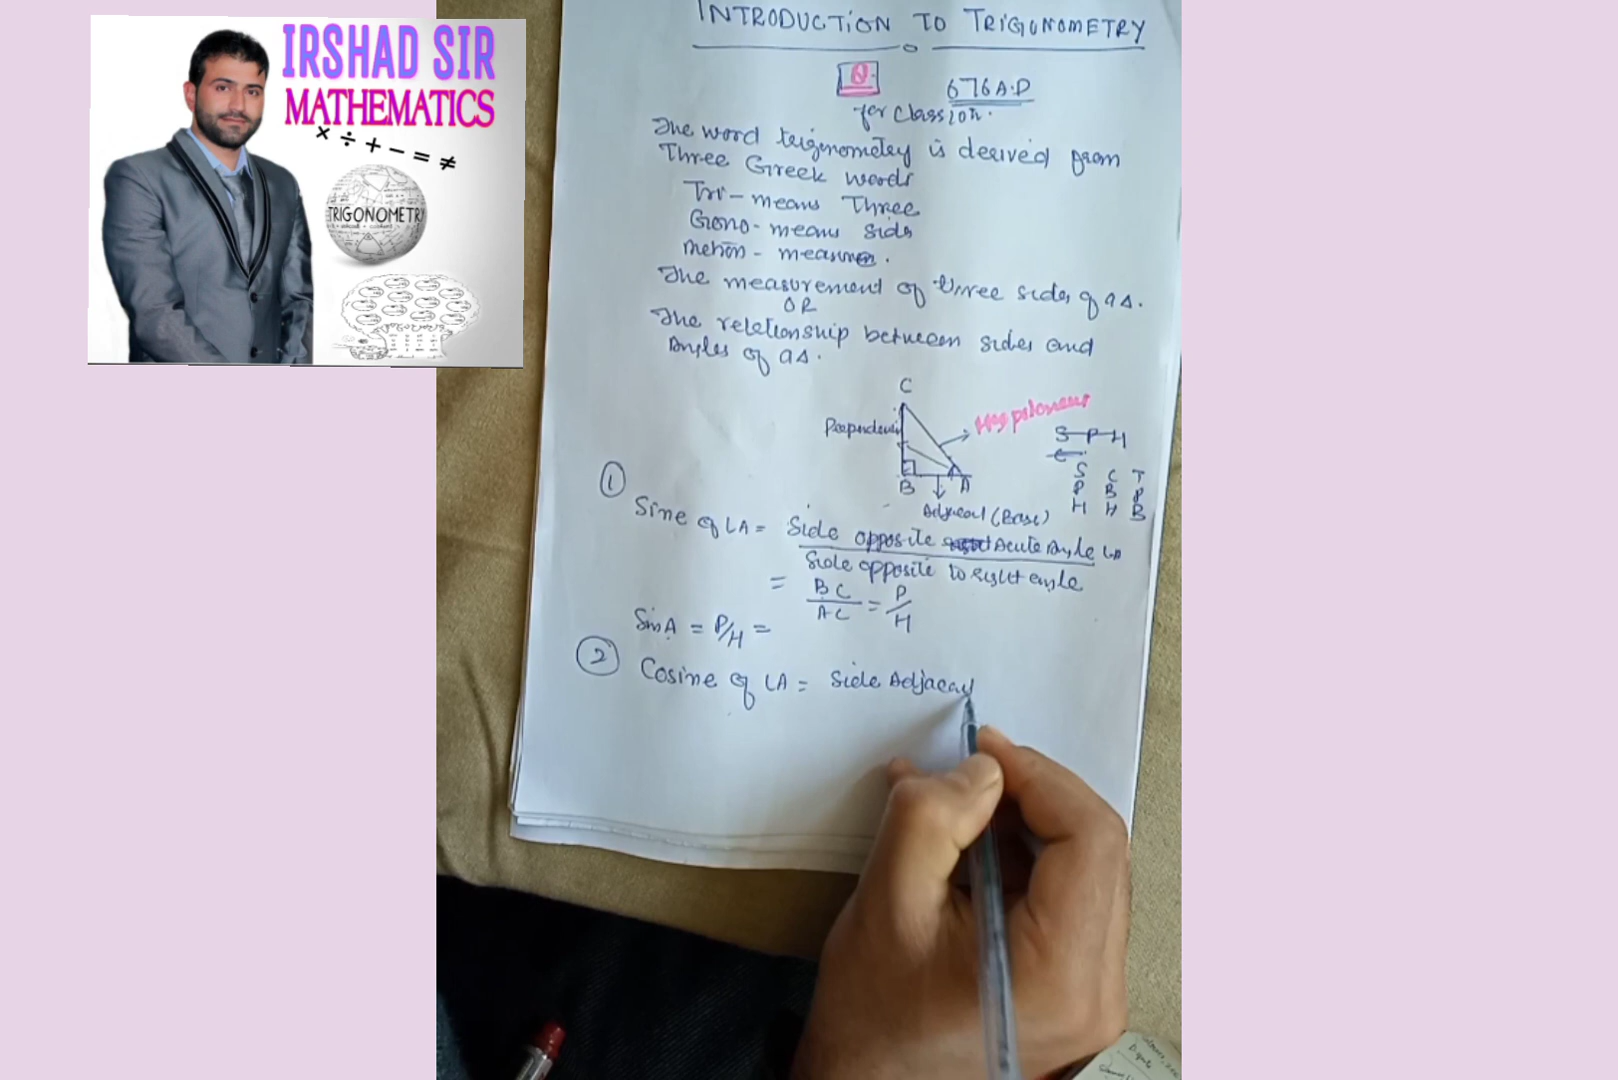 IRSHAD SIR
MATHEMATICS
× ÷ + − = ≠
TRIGONOMETRY
INTRODUCTION TO TRIGONOMETRY
676 A.D
for Class 10th.
The word trigonometry is derived from
Three Greek words
Tri - means Three
Gono - means sides
Metron - measure.
The measurement of three sides of a Δ.
OR
The reletionship between sides and
Angles of a Δ.
C
Perpendicular
Hyp
S P H
B A
Adjacent (Base)
S C T
P B P
H H B
①
Sine of ∠A = Side opposite Acute Angle ∠A
Side opposite to right angle
= BC = P
AC H
Sin A = P/H =
②
Cosine of ∠A = Side Adjacent